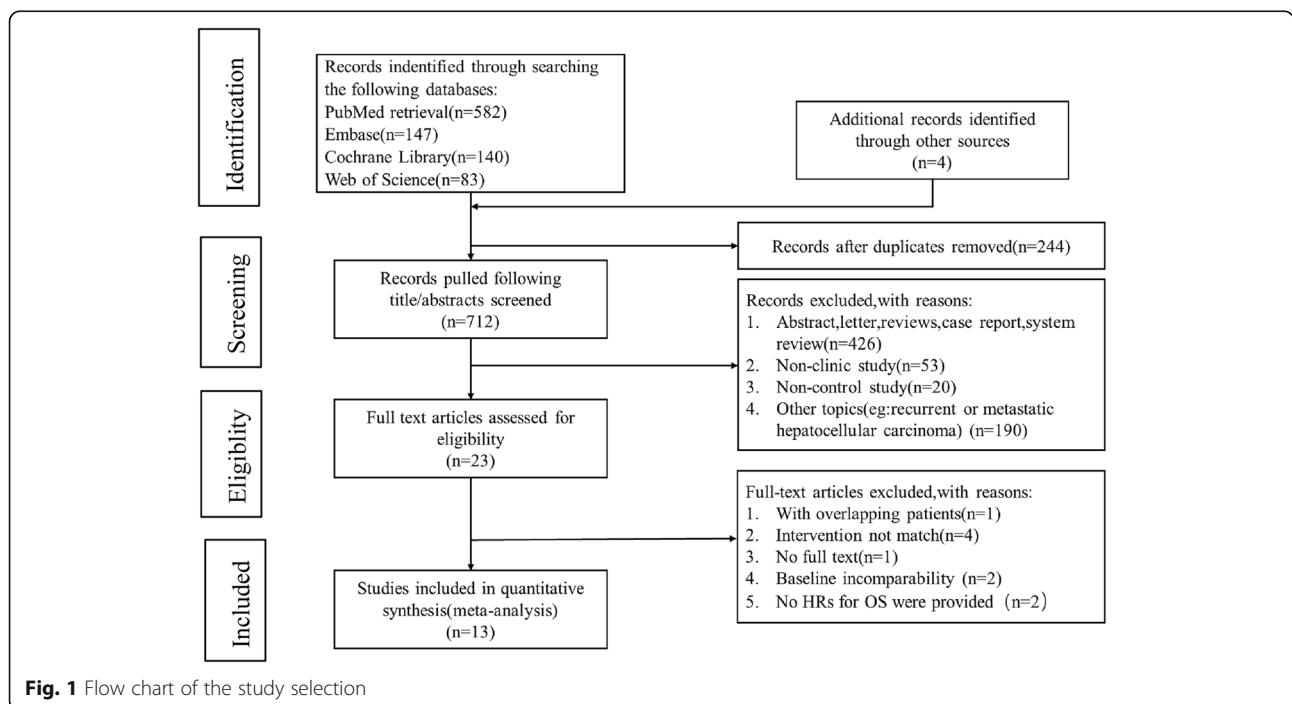 Identification
Records indentified through searching
the following databases:
PubMed retrieval(n=582)
Embase(n=147)
Cochrane Library(n=140)
Web of Science(n=83)
Additional records identified
through other sources
(n=4)
Records after duplicates removed(n=244)
Screening
Records pulled following
title/abstracts screened
(n=712)
Records excluded,with reasons:
1. Abstract,letter,reviews,case report,system
review(n=426)
2. Non-clinic study(n=53)
3. Non-control study(n=20)
4. Other topics(eg:recurrent or metastatic
hepatocellular carcinoma) (n=190)
Eligiblity
Full text articles assessed for
eligibility
(n=23)
Full-text articles excluded,with reasons:
1. With overlapping patients(n=1)
2. Intervention not match(n=4)
3. No full text(n=1)
4. Baseline incomparability (n=2)
5. No HRs for OS were provided (n=2)
Included
Studies included in quantitative
synthesis(meta-analysis)
(n=13)
Fig. 1 Flow chart of the study selection